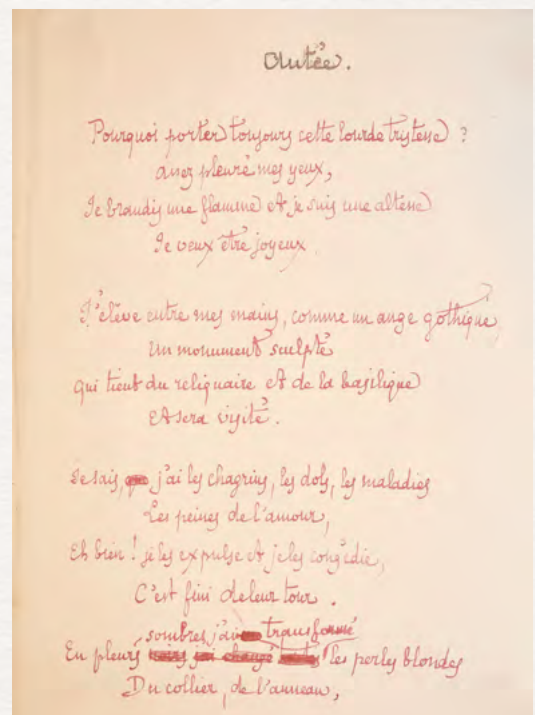 Antée.
Pourquoi porter toujours cette lourde tristesse ?
assez pleuré mes yeux,
Je brandis une flamme et je suis une altesse
Je veux être joyeux
J'élève entre mes mains, comme un ange gothique,
Un monument sculpté
qui tient du reliquaire et de la basilique
Et sera visité.
Je sais, j'ai les chagrins, les dols, les maladies
Les peines de l'amour,
Eh bien ! je les expulse et je les congédie,
C'est fini de leur tour.
sombres j'ai transformé
En pleurs noirs j'ai changé les perles blondes
Du collier, de l'anneau,